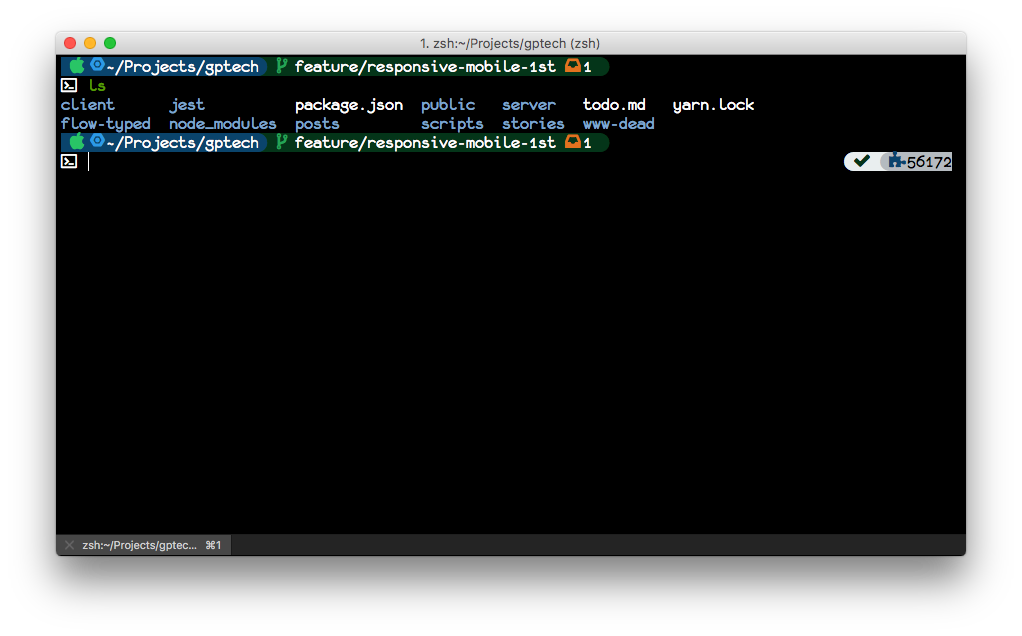 1. zsh:~/Projects/gptech (zsh)
~/Projects/gptech feature/responsive-mobile-1st 1
ls
client jest package.json public server todo.md yarn.lock
flow-typed node_modules posts scripts stories www-dead
~/Projects/gptech feature/responsive-mobile-1st 1
56172
zsh:~/Projects/gptec... ⌘1